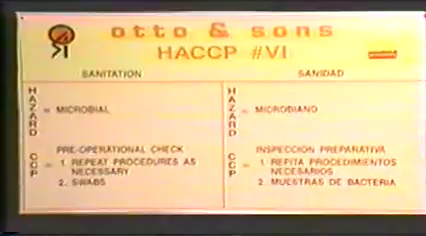 otto & sons
HACCP #VI
SANITATION
HAZARD = MICROBIAL
PRE-OPERATIONAL CHECK
CCP = 1. REPEAT PROCEDURES AS
NECESSARY
2. SWABS
SANIDAD
HAZARD = MICROBIANO
INSPECCION PREPARATIVA
CCP = 1. REPITA PROCEDIMIENTOS
NECESARIOS
2. MUESTRAS DE BACTERIA